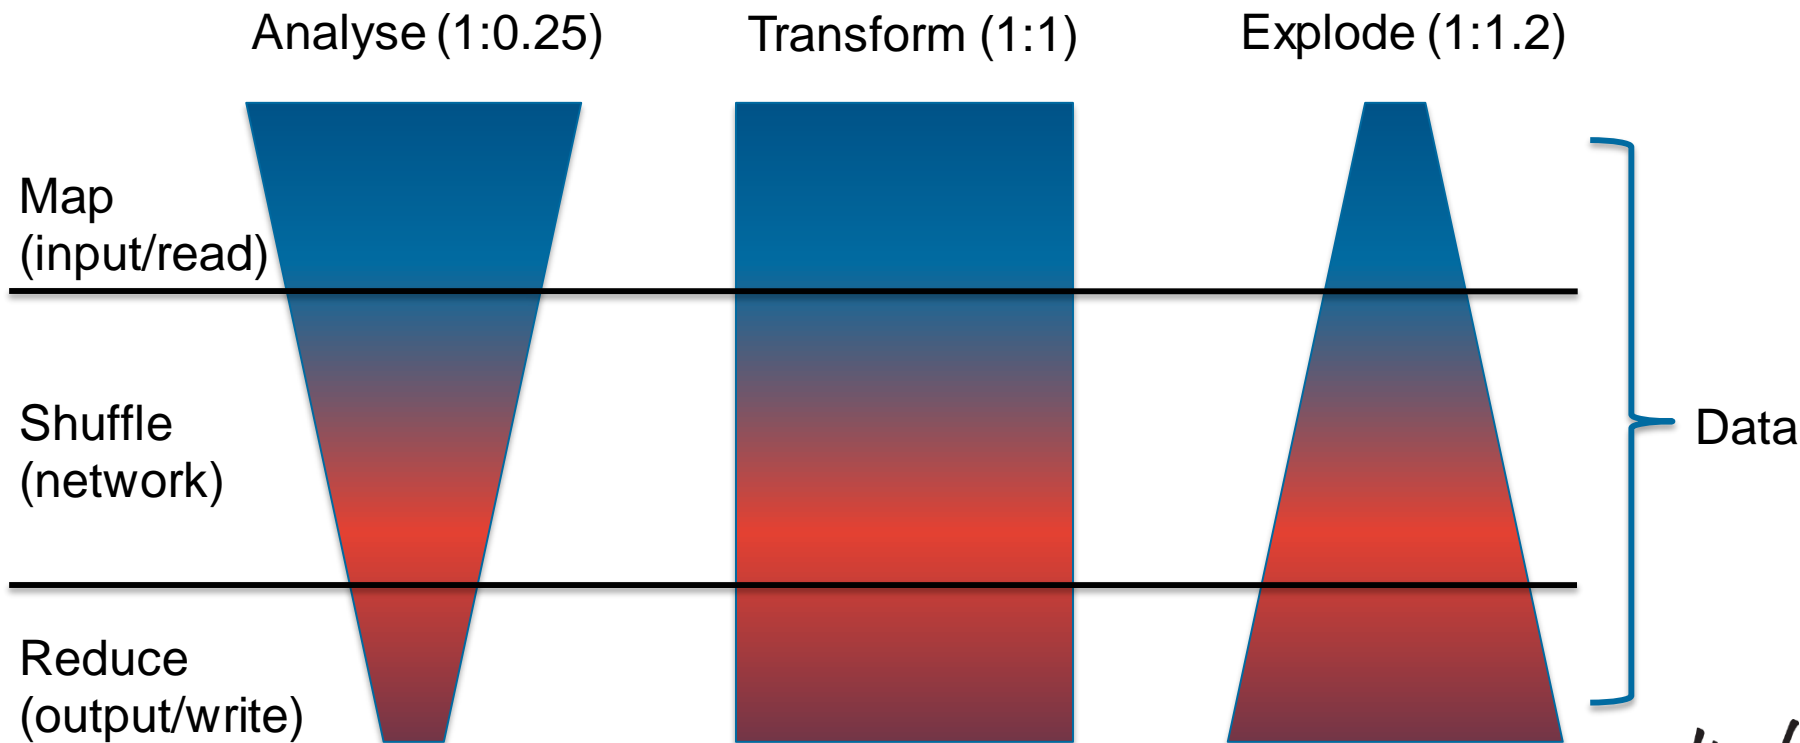 Analyse (1:0.25)
Transform (1:1)
Explode (1:1.2)
Map
(input/read)
Shuffle
(network)
Data
Reduce
(output/write)